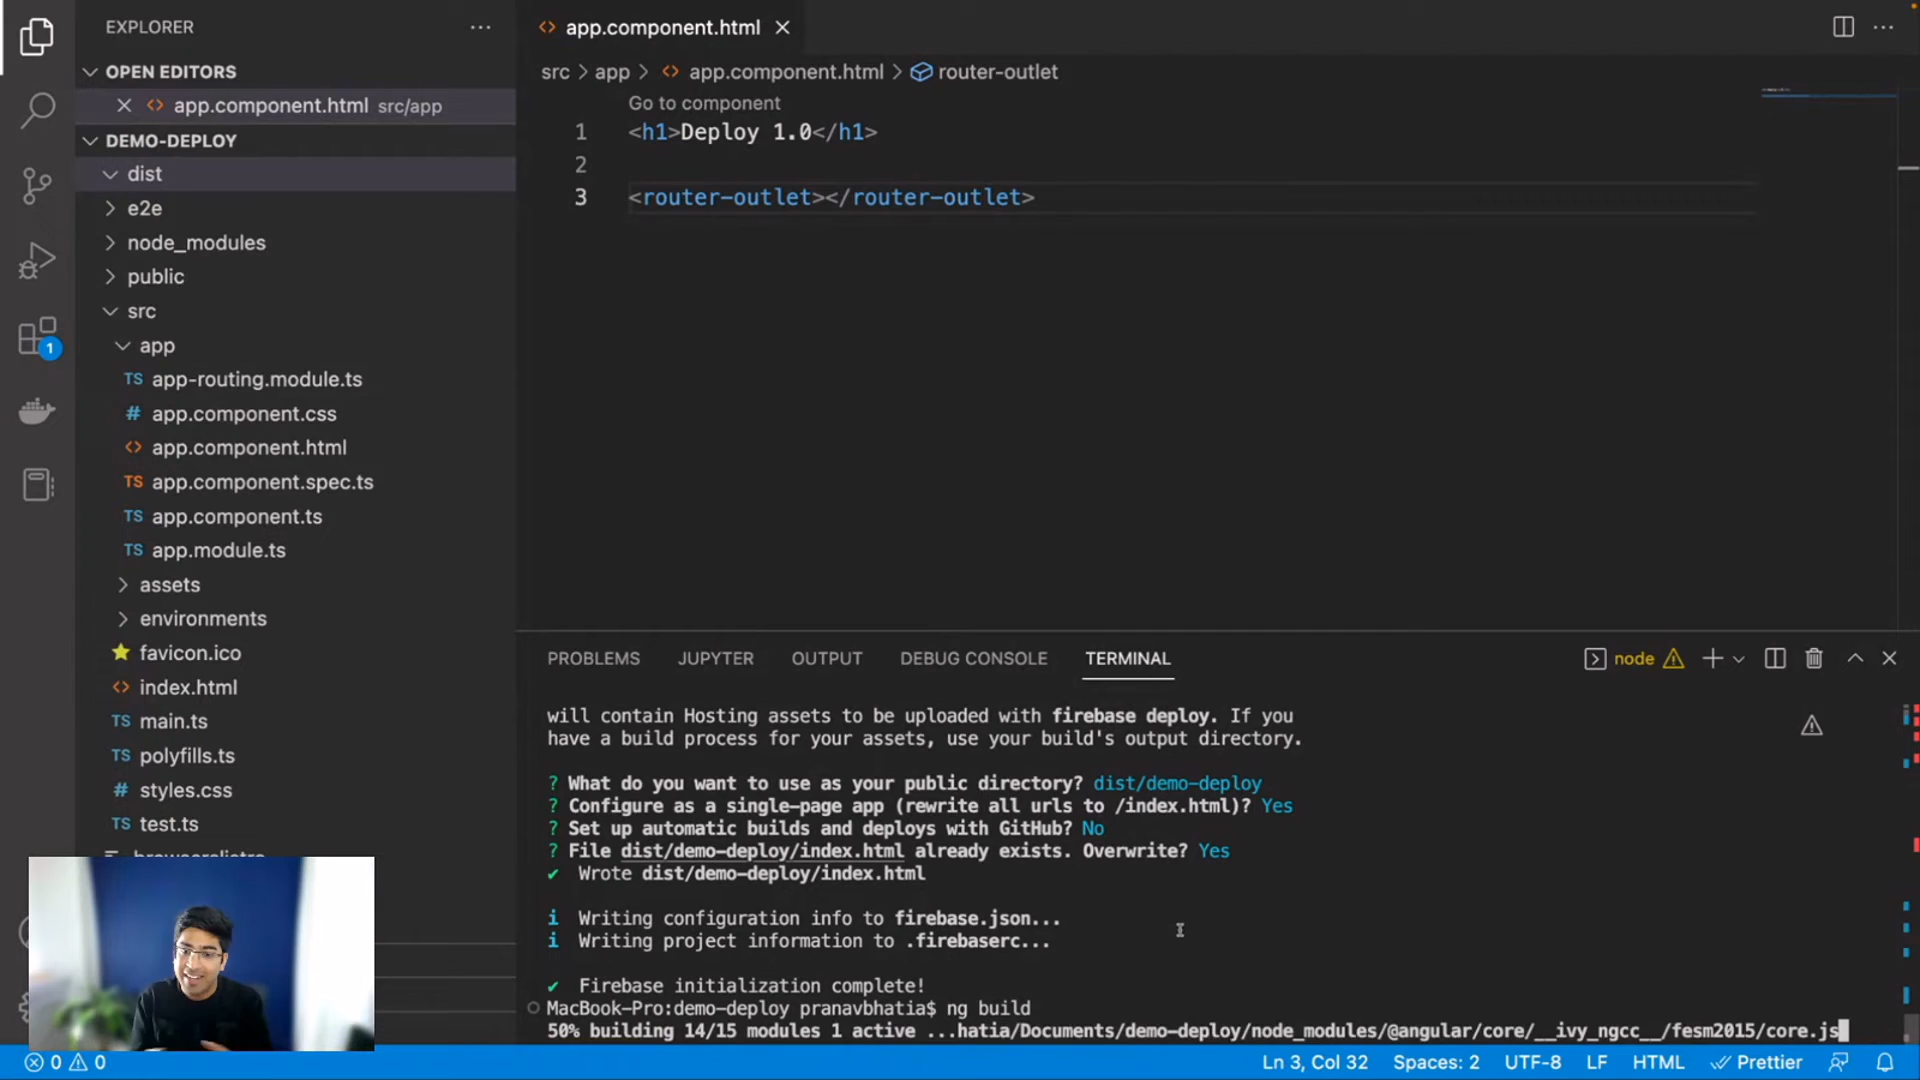 EXPLORER
OPEN EDITORS
app.component.html src/app
DEMO-DEPLOY
dist
e2e
node_modules
public
src
app
TS app-routing.module.ts
# app.component.css
<> app.component.html
TS app.component.spec.ts
TS app.component.ts
TS app.module.ts
assets
environments
favicon.ico
<> index.html
TS main.ts
TS polyfills.ts
# styles.css
TS test.ts
1
<> app.component.html
src > app > <> app.component.html > router-outlet
Go to component
1 <h1>Deploy 1.0</h1>
2
3 <router-outlet></router-outlet>
PROBLEMS JUPYTER OUTPUT DEBUG CONSOLE TERMINAL
node
will contain Hosting assets to be uploaded with firebase deploy. If you
have a build process for your assets, use your build's output directory.
? What do you want to use as your public directory? dist/demo-deploy
? Configure as a single-page app (rewrite all urls to /index.html)? Yes
? Set up automatic builds and deploys with GitHub? No
? File dist/demo-deploy/index.html already exists. Overwrite? Yes
✔ Wrote dist/demo-deploy/index.html
i Writing configuration info to firebase.json...
i Writing project information to .firebaserc...
✔ Firebase initialization complete!
MacBook-Pro:demo-deploy pranavbhatia$ ng build
50% building 14/15 modules 1 active ...hatia/Documents/demo-deploy/node_modules/@angular/core/__ivy_ngcc__/fesm2015/core.js
0 0
Ln 3, Col 32 Spaces: 2 UTF-8 LF HTML Prettier